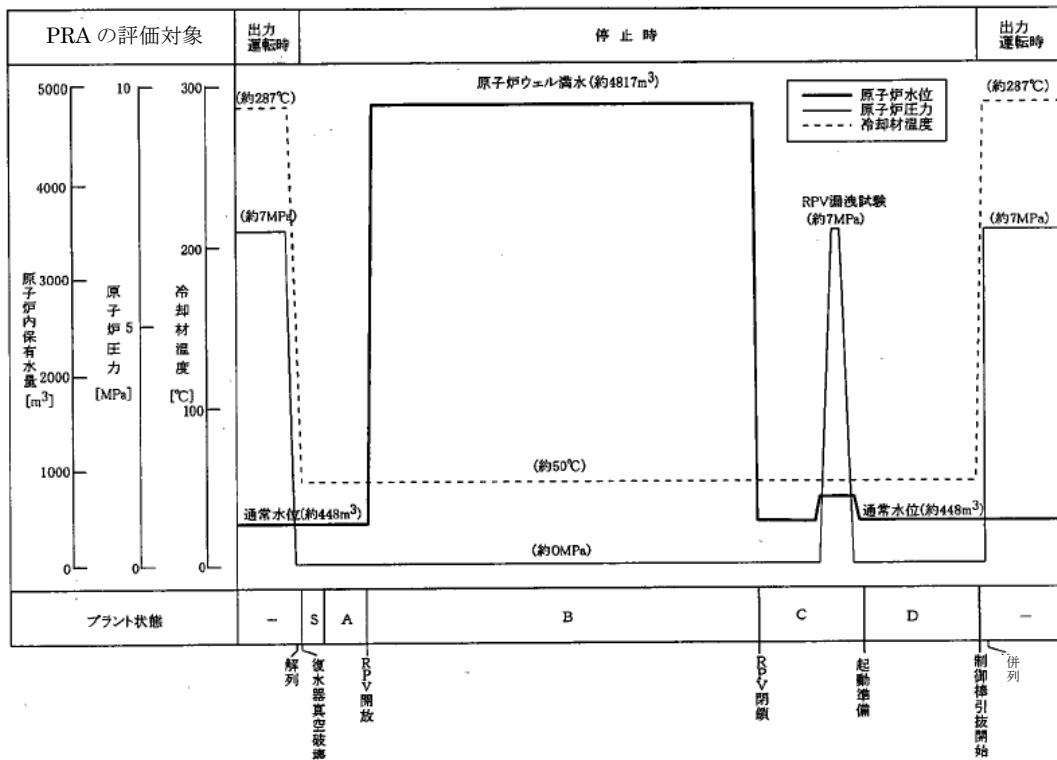 PRA の評価対象
出力
運転時
停止時
出力
運転時
5000
4000
3000
2000
1000
0
原子炉内保有水量
[m³]
10
5
0
原子炉圧力
[MPa]
300
200
100
0
冷却材温度
[℃]
(約287℃)
(約7MPa)
通常水位(約448m³)
原子炉ウェル満水(約4817m³)
(約50℃)
(約0MPa)
原子炉水位
原子炉圧力
冷却材温度
RPV漏洩試験
(約7MPa)
(約287℃)
(約7MPa)
通常水位(約448m³)
プラント状態
－
S
A
B
C
D
－
解列
復水器真空破壊
RPV開放
RPV閉鎖
起動準備
制御棒引抜開始
併列